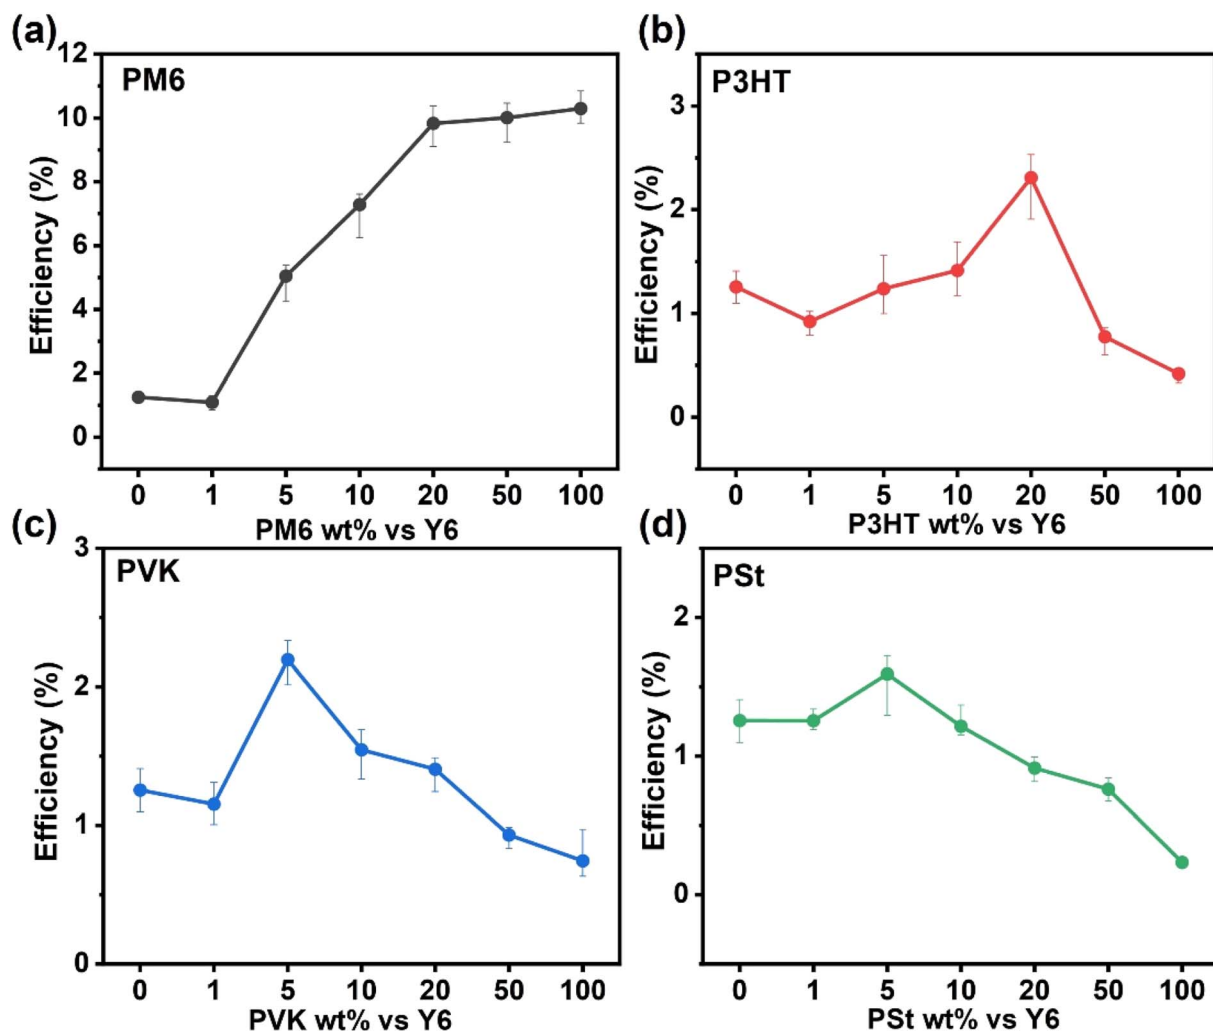 (a)
PM6
Efficiency (%)
12
10
8
6
4
2
0
0 1 5 10 20 50 100
PM6 wt% vs Y6
(b)
P3HT
Efficiency (%)
3
2
1
0
0 1 5 10 20 50 100
P3HT wt% vs Y6
(c)
PVK
Efficiency (%)
3
2
1
0
0 1 5 10 20 50 100
PVK wt% vs Y6
(d)
PSt
Efficiency (%)
2
1
0
0 1 5 10 20 50 100
PSt wt% vs Y6